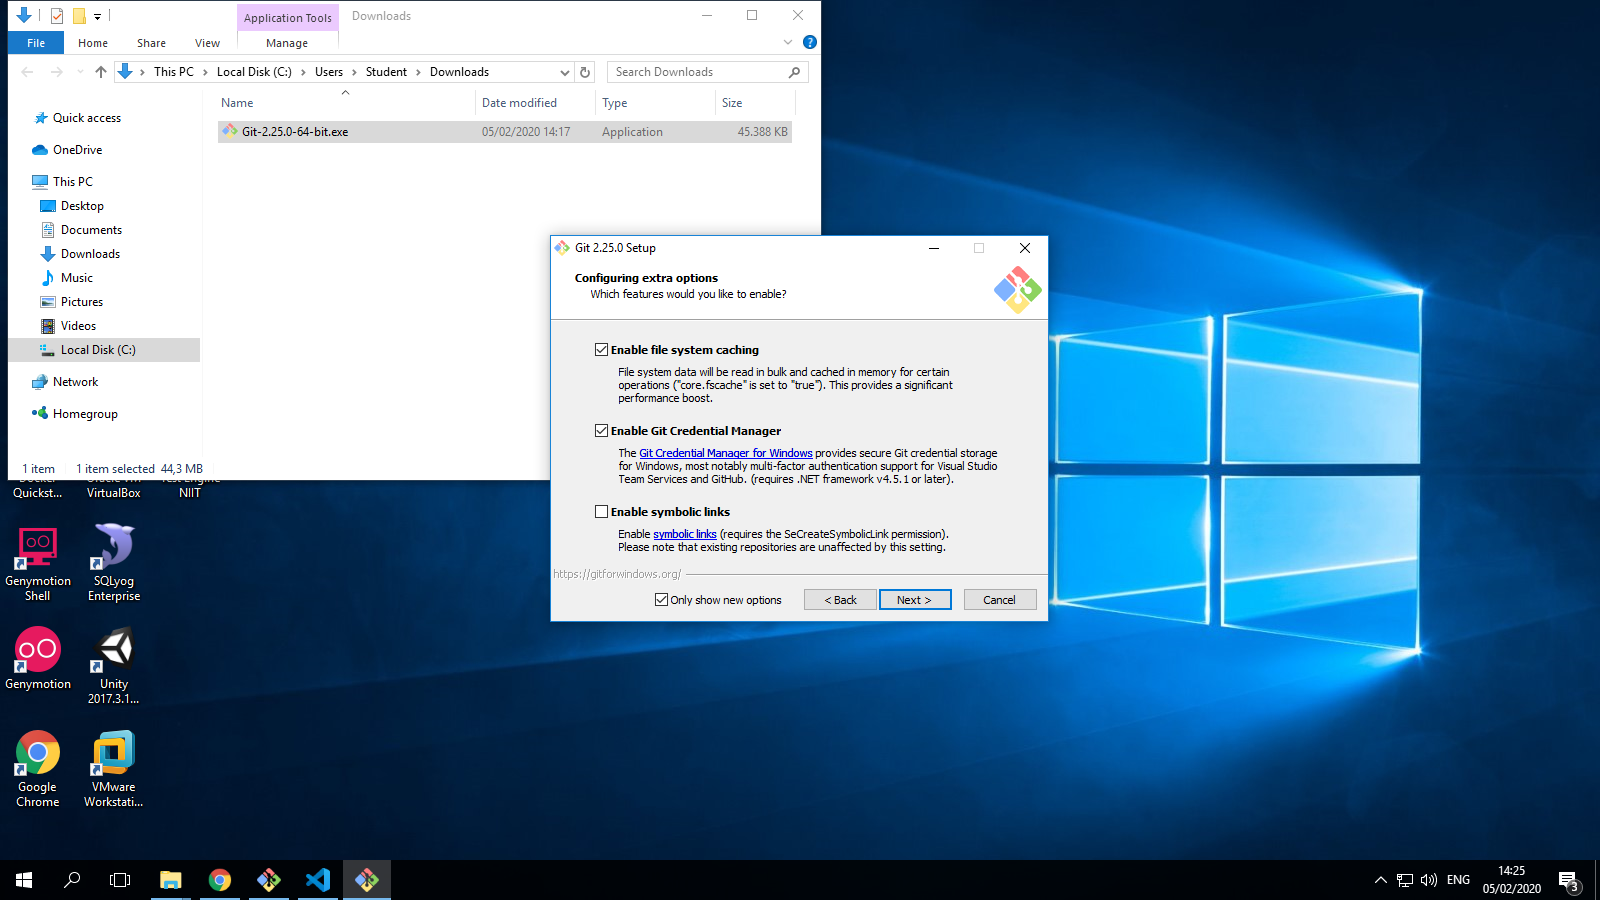 Application Tools
Downloads
File
Home
Share
View
Manage
This PC
Local Disk (C:)
Users
Student
Downloads
Search Downloads
Name
Date modified
Type
Size
Git-2.25.0-64-bit.exe
05/02/2020 14:17
Application
45.388 KB
Quick access
OneDrive
This PC
Desktop
Documents
Downloads
Music
Pictures
Videos
Local Disk (C:)
Network
Homegroup
1 item
1 item selected
44,3 MB
Git 2.25.0 Setup
Configuring extra options
Which features would you like to enable?
Enable file system caching
File system data will be read in bulk and cached in memory for certain
operations ("core.fscache" is set to "true"). This provides a significant
performance boost.
Enable Git Credential Manager
The Git Credential Manager for Windows provides secure Git credential storage
for Windows, most notably multi-factor authentication support for Visual Studio
Team Services and GitHub. (requires .NET framework v4.5.1 or later).
Enable symbolic links
Enable symbolic links (requires the SeCreateSymbolicLink permission).
Please note that existing repositories are unaffected by this setting.
https://gitforwindows.org/
Only show new options
< Back
Next >
Cancel
Quickst...
VirtualBox
NIIT
Genymotion
Shell
SQLyog
Enterprise
Genymotion
Unity
2017.3.1...
Google
Chrome
VMware
Workstati...
ENG
14:25
05/02/2020
3